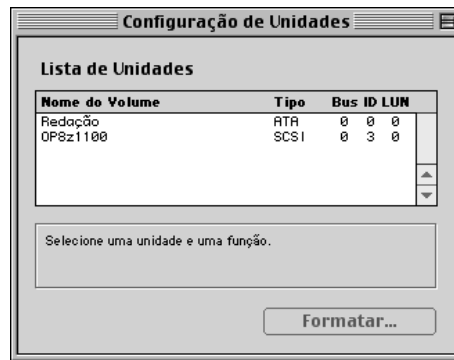 Configuração de Unidades
Lista de Unidades
Nome do Volume Tipo Bus ID LUN
Redação ATA 0 0 0
OP8z1100 SCSI 0 3 0
Selecione uma unidade e uma função.
Formatar...